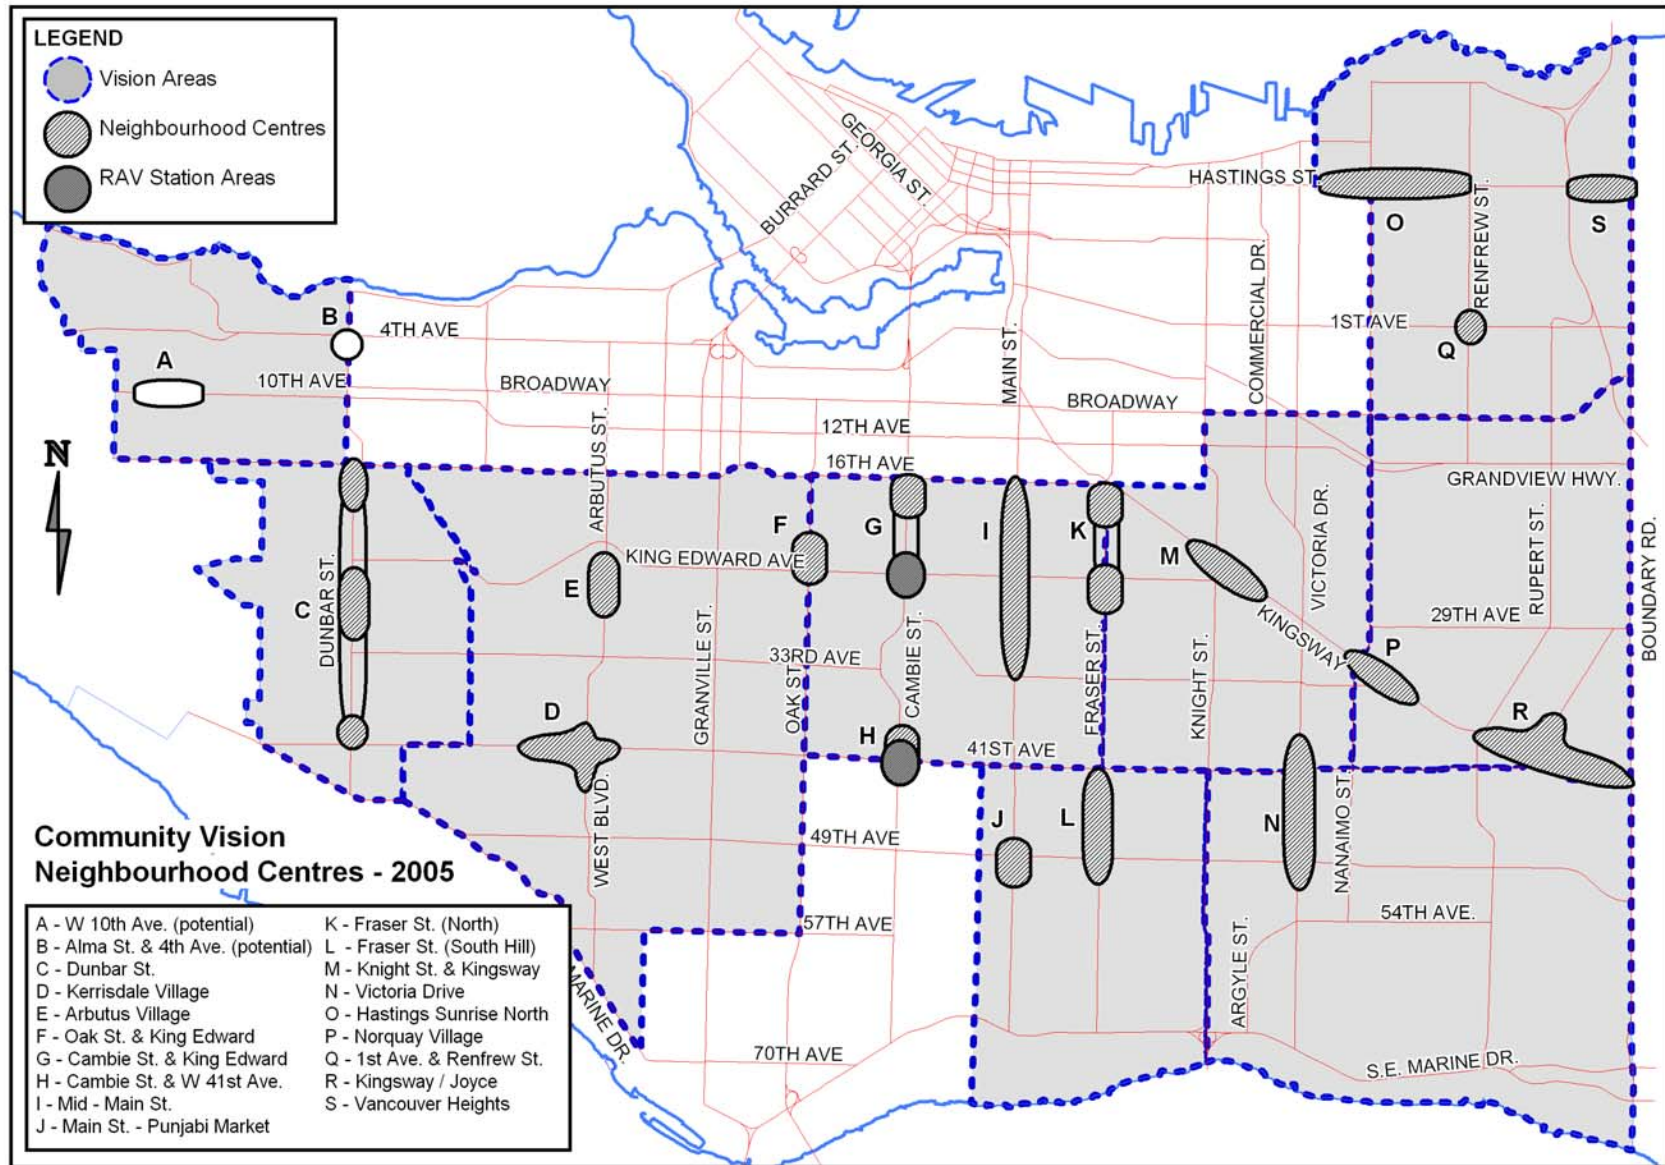 LEGEND
Vision Areas
Neighbourhood Centres
RAV Station Areas
GEORGIA ST.
BURRARD ST.
HASTINGS ST.
RENFREW ST.
O
S
COMMERCIAL DR.
B
4TH AVE
MAIN ST.
1ST AVE
Q
A
10TH AVE
BROADWAY
BROADWAY
12TH AVE
N
ARBUTUS ST.
16TH AVE
GRANDVIEW HWY.
VICTORIA DR.
RUPERT ST.
BOUNDARY RD.
F
G
I
K
M
KING EDWARD AVE
E
C
DUNBAR ST.
GRANVILLE ST.
33RD AVE
OAK ST.
CAMBIE ST.
FRASER ST.
KNIGHT ST.
KINGSWAY
29TH AVE
P
D
H
41ST AVE
R
WEST BLVD.
J
L
N
NANAIMO ST.
49TH AVE
Community Vision
Neighbourhood Centres - 2005
57TH AVE
54TH AVE.
ARGYLE ST.
MARINE DR.
70TH AVE
S.E. MARINE DR.
A - W 10th Ave. (potential)
B - Alma St. & 4th Ave. (potential)
C - Dunbar St.
D - Kerrisdale Village
E - Arbutus Village
F - Oak St. & King Edward
G - Cambie St. & King Edward
H - Cambie St. & W 41st Ave.
I - Mid - Main St.
J - Main St. - Punjabi Market
K - Fraser St. (North)
L - Fraser St. (South Hill)
M - Knight St. & Kingsway
N - Victoria Drive
O - Hastings Sunrise North
P - Norquay Village
Q - 1st Ave. & Renfrew St.
R - Kingsway / Joyce
S - Vancouver Heights